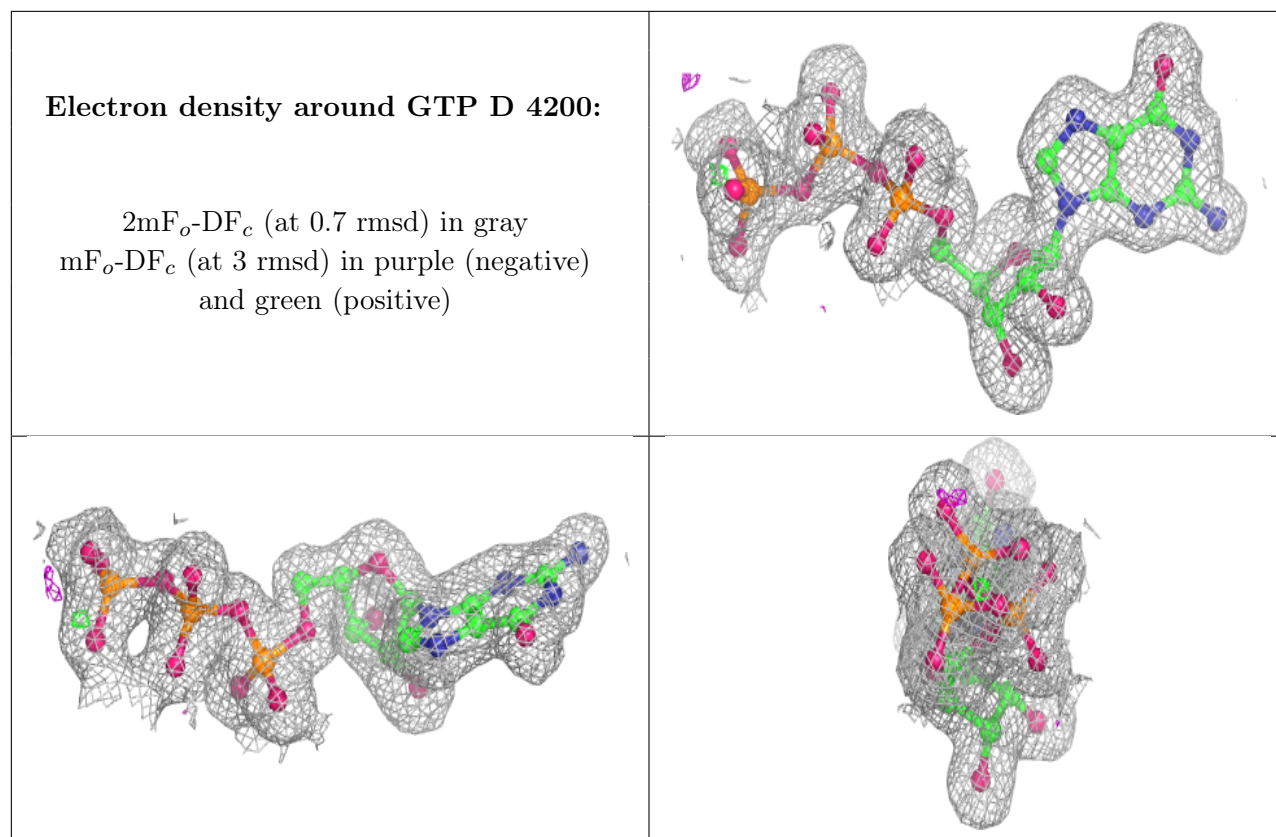 Electron density around GTP D 4200:
2mFₒ-DF𝒸 (at 0.7 rmsd) in gray
mFₒ-DF𝒸 (at 3 rmsd) in purple (negative)
and green (positive)